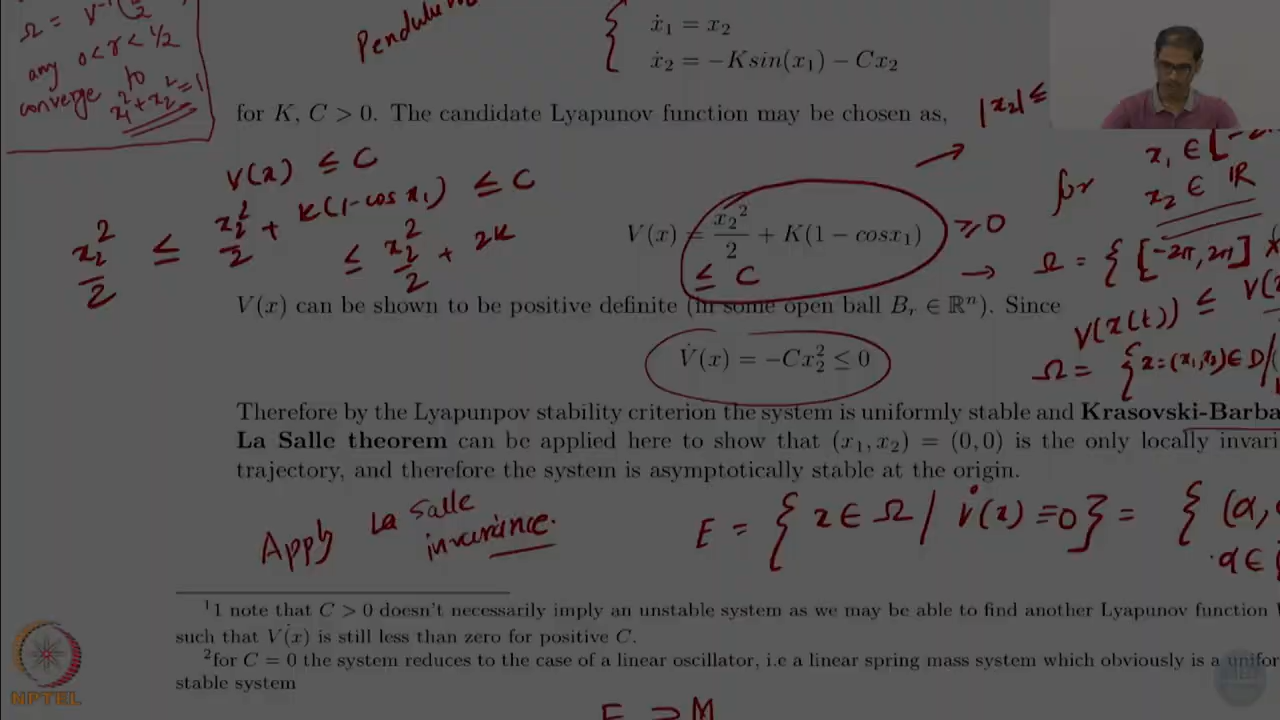 Ω = V⁻¹(
any 0 < r < 1/2
converge to
x₁² + x₂² = 1
Pendulum
ẋ₁ = x₂
ẋ₂ = −Ksin(x₁) − Cx₂
for K, C > 0. The candidate Lyapunov function may be chosen as,
|x₂| ≤
V(x) ≤ C
x₂²/2 ≤ x₂²/2 + K(1-cos x₁) ≤ C
≤ x₂²/2 + 2K
V(x) = x₂²/2 + K(1 − cosx₁)
≥ 0
≤ C
→ for x₁ ∈ [-2
x₂ ∈ ℝ
→ Ω = { [-2π, 2π] ×
V(x(t)) ≤ V(
Ω = { x = (x₁, x₂) ∈ D /
V(x) can be shown to be positive definite (in some open ball Bᵣ ∈ ℝⁿ). Since
V̇(x) = −Cx₂² ≤ 0
Therefore by the Lyapunpov stability criterion the system is uniformly stable and Krasovski-Barba
La Salle theorem can be applied here to show that (x₁, x₂) = (0, 0) is the only locally invari
trajectory, and therefore the system is asymptotically stable at the origin.
Apply La Salle invariance.
E = { x ∈ Ω / V̇(x) ≡ 0 } = { (α,
α ∈
¹1 note that C > 0 doesn't necessarily imply an unstable system as we may be able to find another Lyapunov function
such that V̇(x) is still less than zero for positive C.
²for C = 0 the system reduces to the case of a linear oscillator, i.e a linear spring mass system which obviously is a unifor
stable system
E ⊃ M
NPTEL